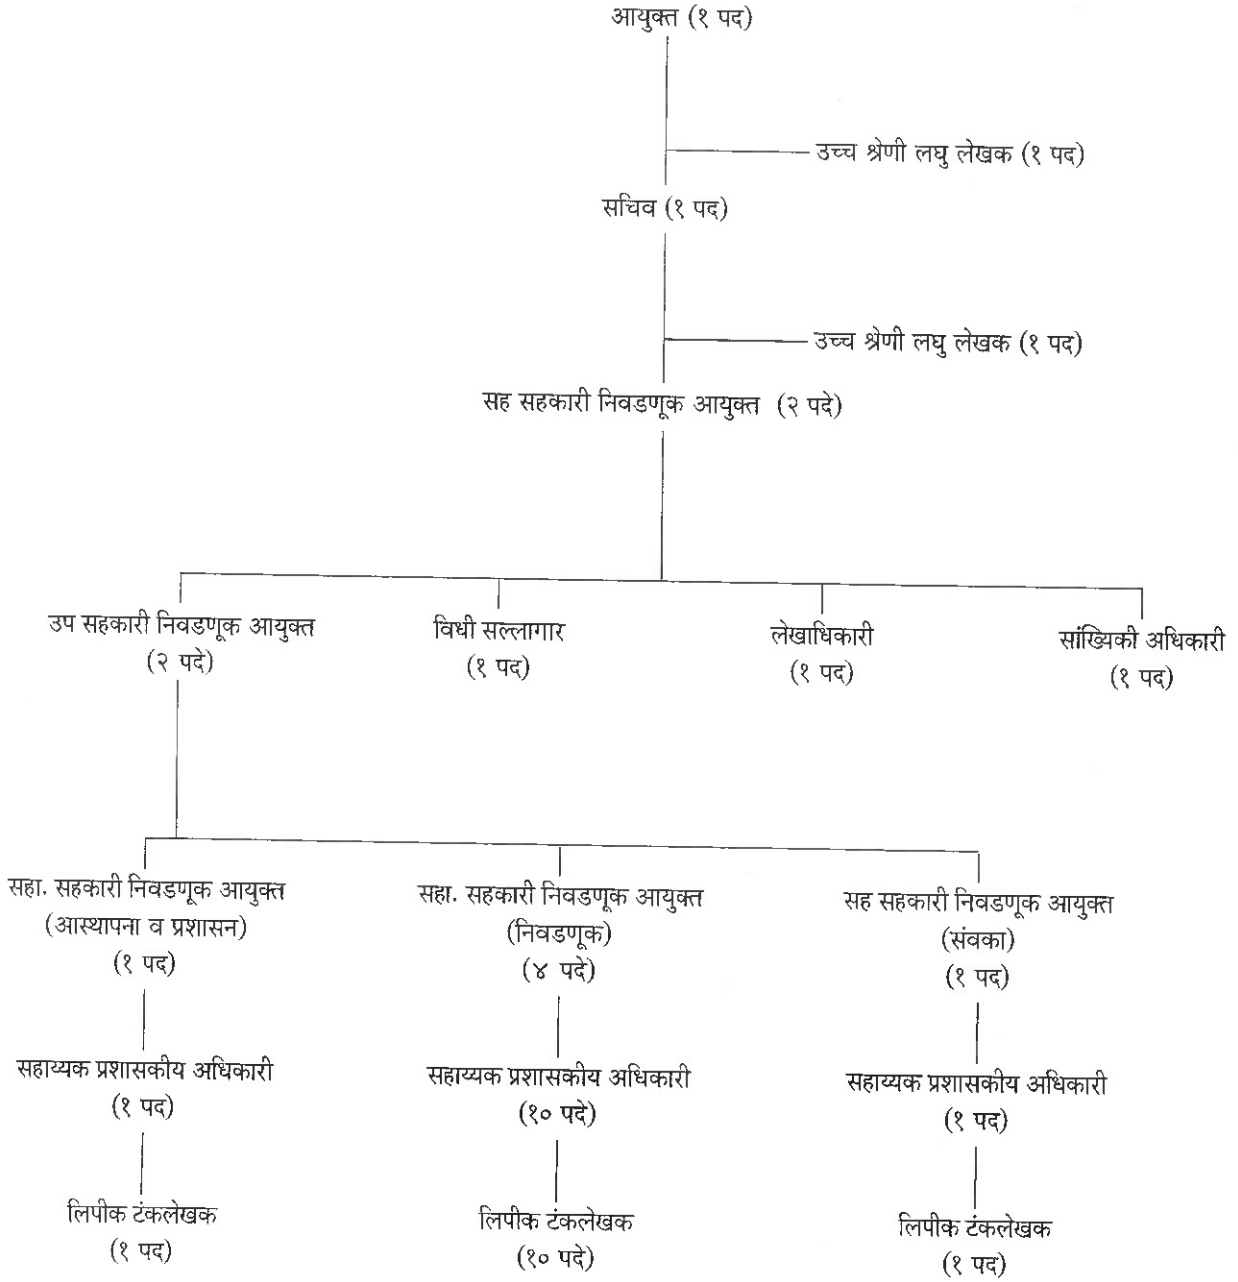 आयुक्त (१ पद)
उच्च श्रेणी लघु लेखक (१ पद)
सचिव (१ पद)
उच्च श्रेणी लघु लेखक (१ पद)
सह सहकारी निवडणूक आयुक्त (२ पदे)
उप सहकारी निवडणूक आयुक्त
(२ पदे)
विधी सल्लागार
(१ पद)
लेखाधिकारी
(१ पद)
सांख्यिकी अधिकारी
(१ पद)
सहा. सहकारी निवडणूक आयुक्त
(आस्थापना व प्रशासन)
(१ पद)
सहा. सहकारी निवडणूक आयुक्त
(निवडणूक)
(४ पदे)
सह सहकारी निवडणूक आयुक्त
(संवका)
(१ पद)
सहाय्यक प्रशासकीय अधिकारी
(१ पद)
सहाय्यक प्रशासकीय अधिकारी
(१० पदे)
सहाय्यक प्रशासकीय अधिकारी
(१ पद)
लिपीक टंकलेखक
(१ पद)
लिपीक टंकलेखक
(१० पदे)
लिपीक टंकलेखक
(१ पद)